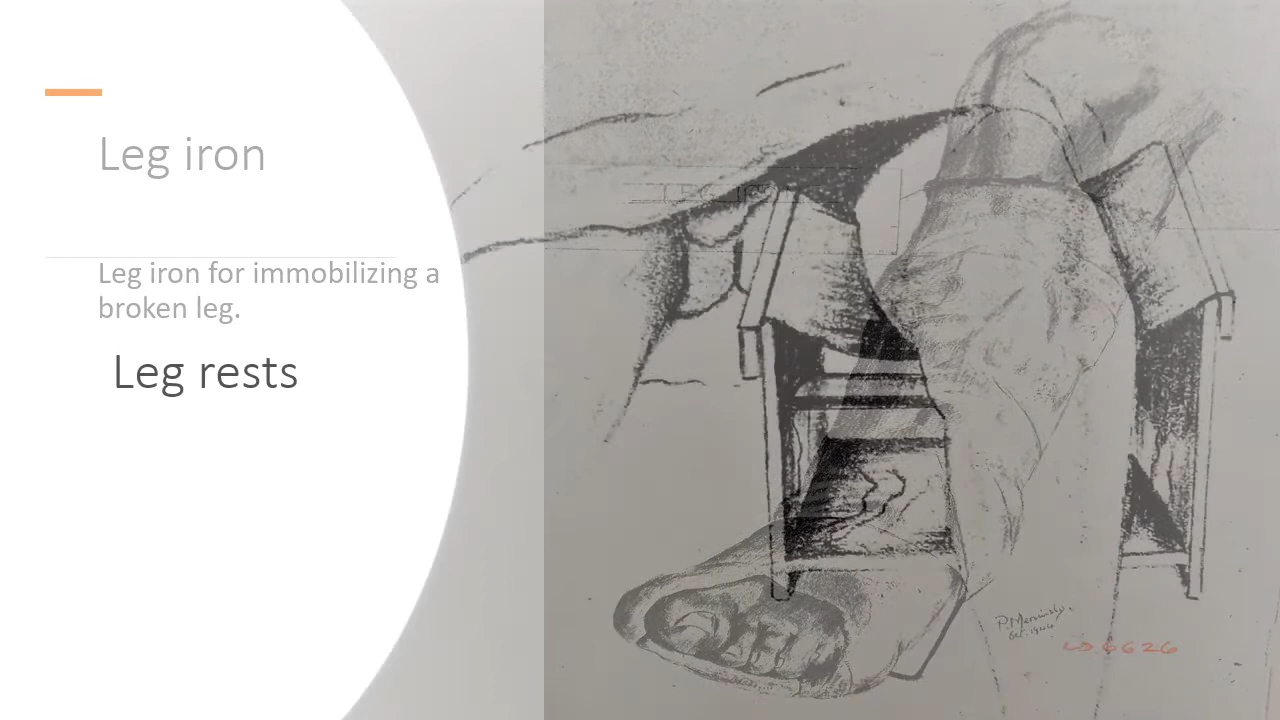 Leg iron
Leg iron for immobilizing a
broken leg.
Leg rests